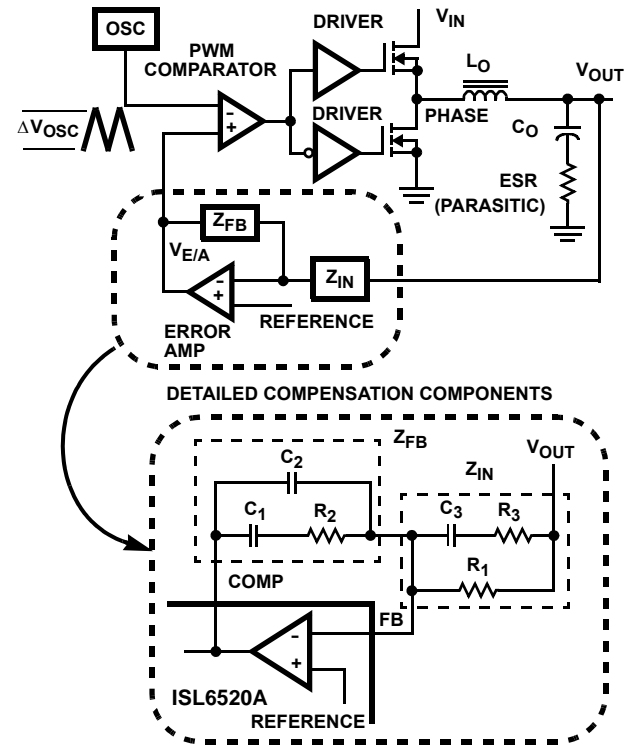 OSC
DRIVER
V_IN
PWM
COMPARATOR
L_O
V_OUT
DRIVER
ΔV_OSC
-
+
PHASE
C_O
ESR
(PARASITIC)
Z_FB
V_E/A
-
+
Z_IN
REFERENCE
ERROR
AMP
DETAILED COMPENSATION COMPONENTS
Z_FB
V_OUT
C_2
Z_IN
C_1
R_2
C_3
R_3
R_1
COMP
FB
-
+
ISL6520A
REFERENCE